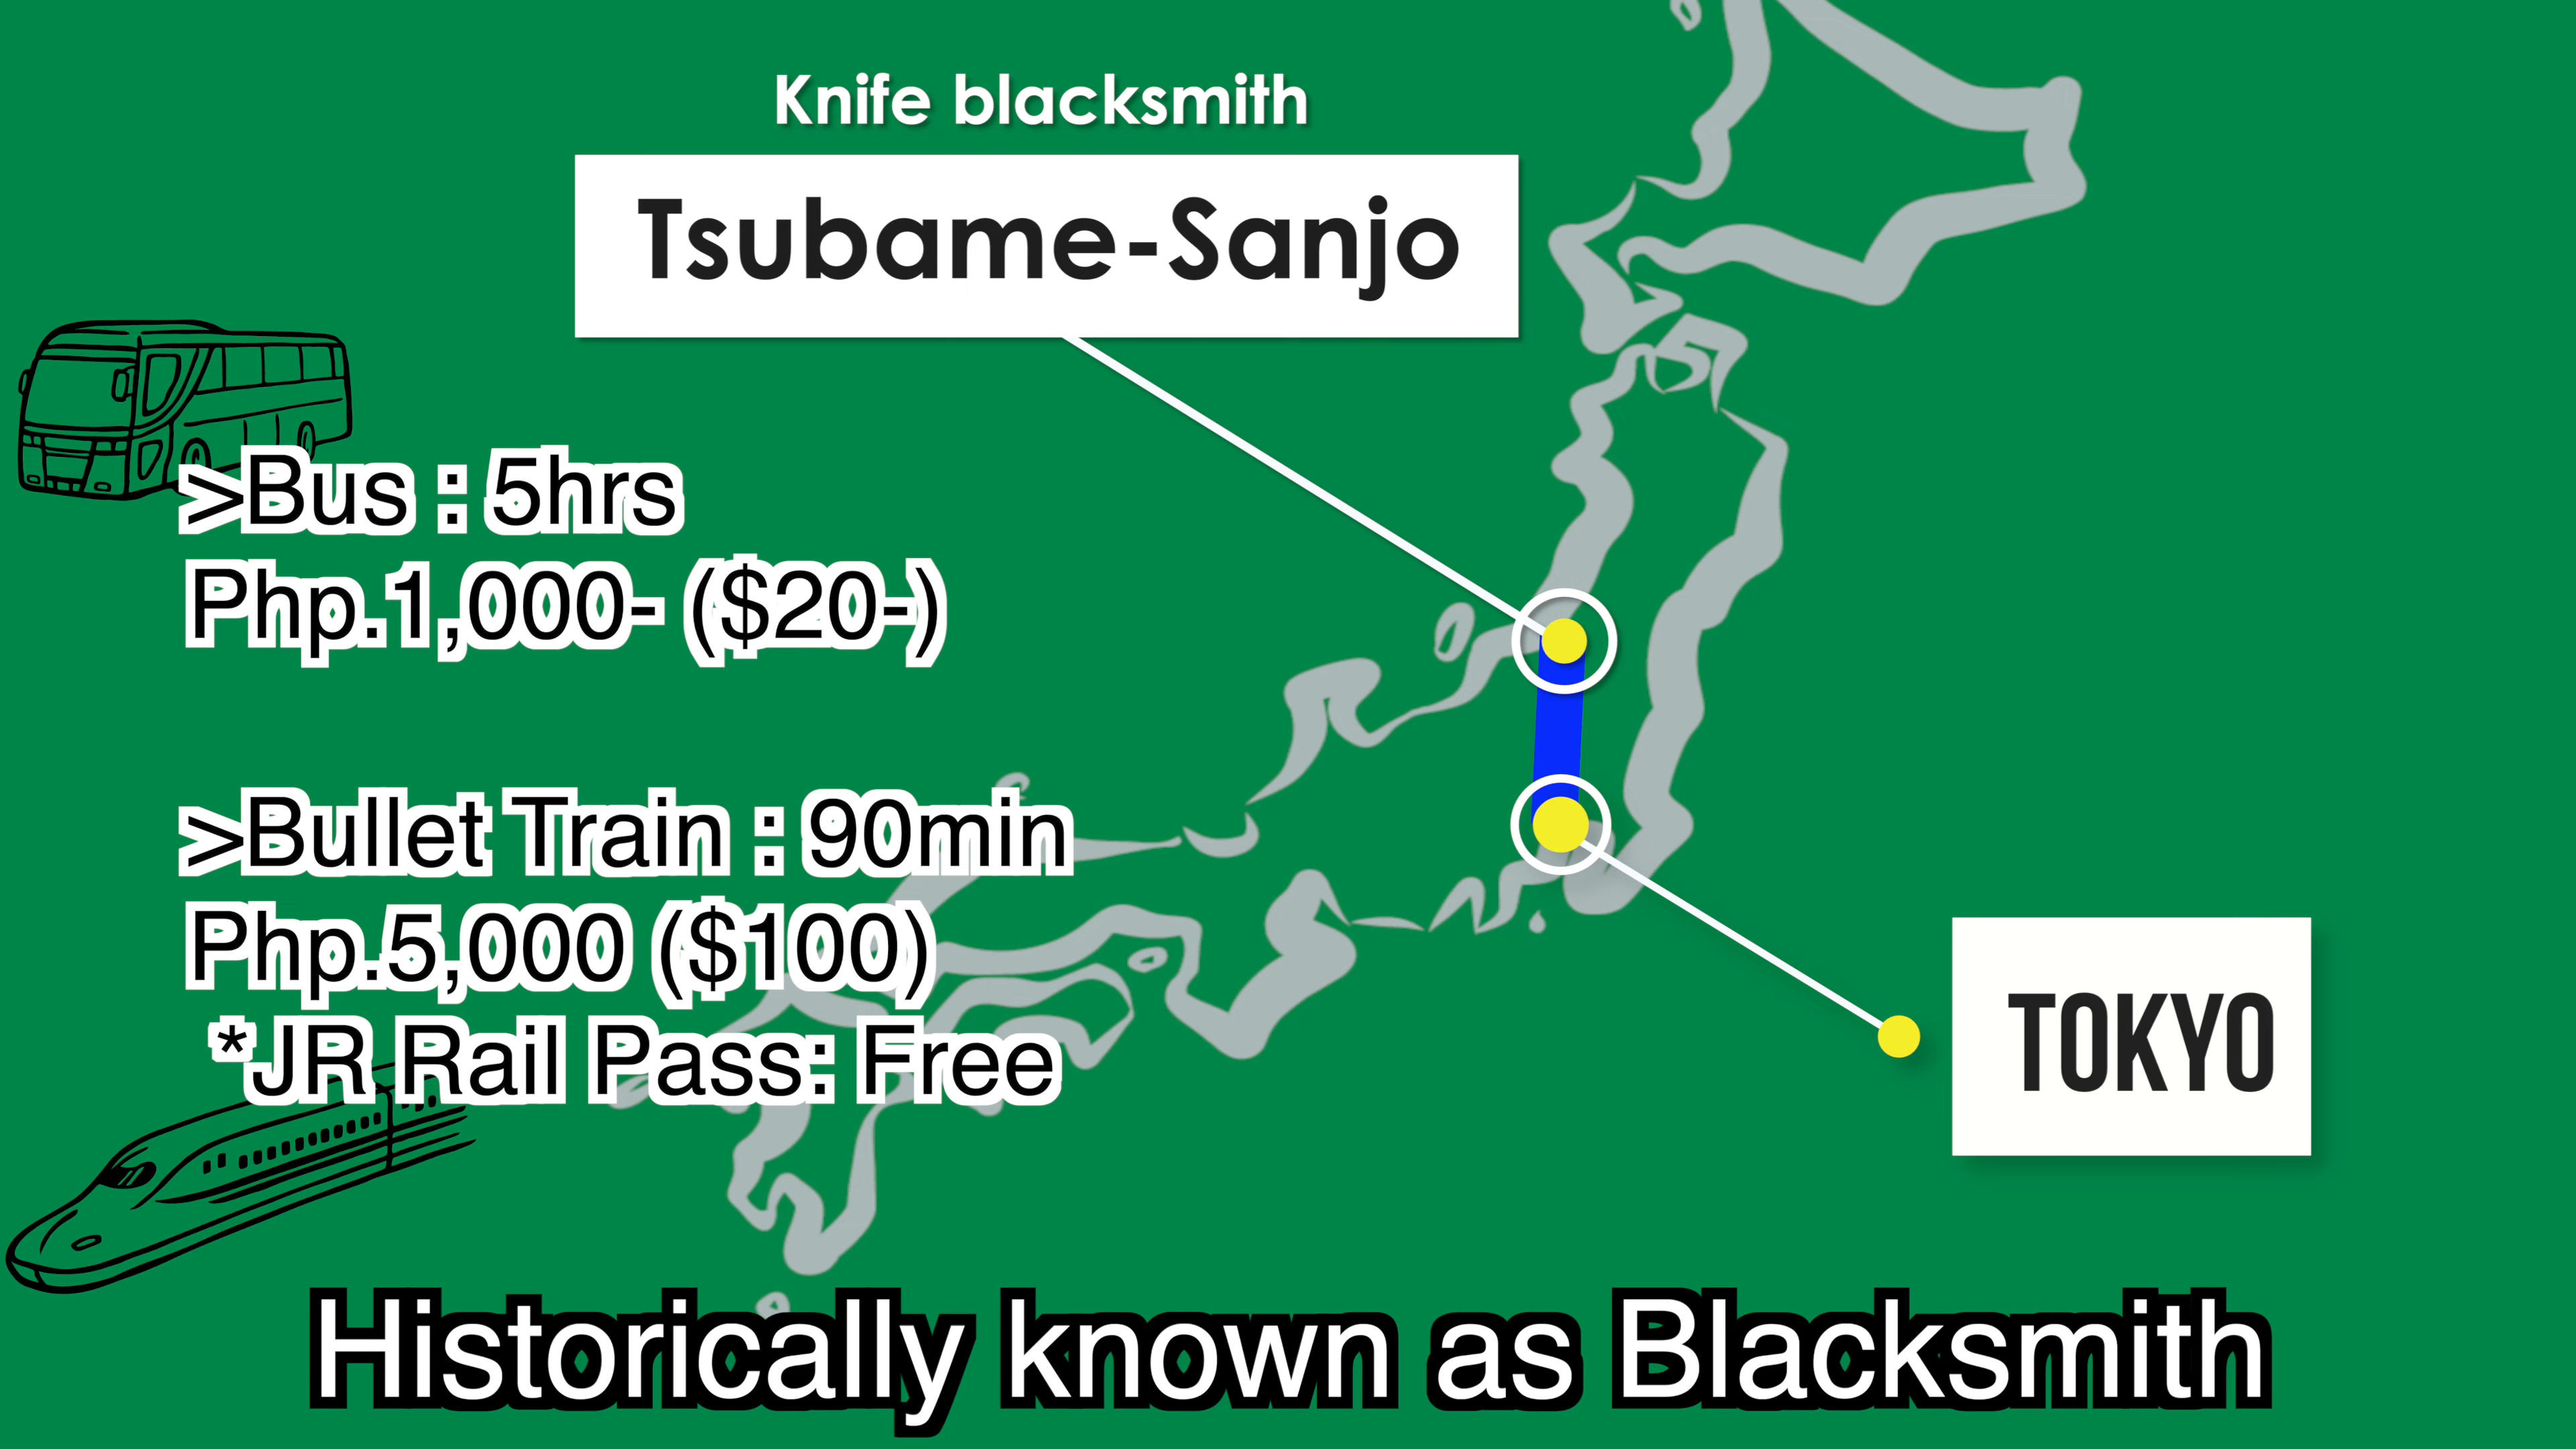 Knife blacksmith
Tsubame-Sanjo
>Bus : 5hrs
Php.1,000- ($20-)
>Bullet Train : 90min
Php.5,000 ($100)
*JR Rail Pass: Free
TOKYO
Historically known as Blacksmith